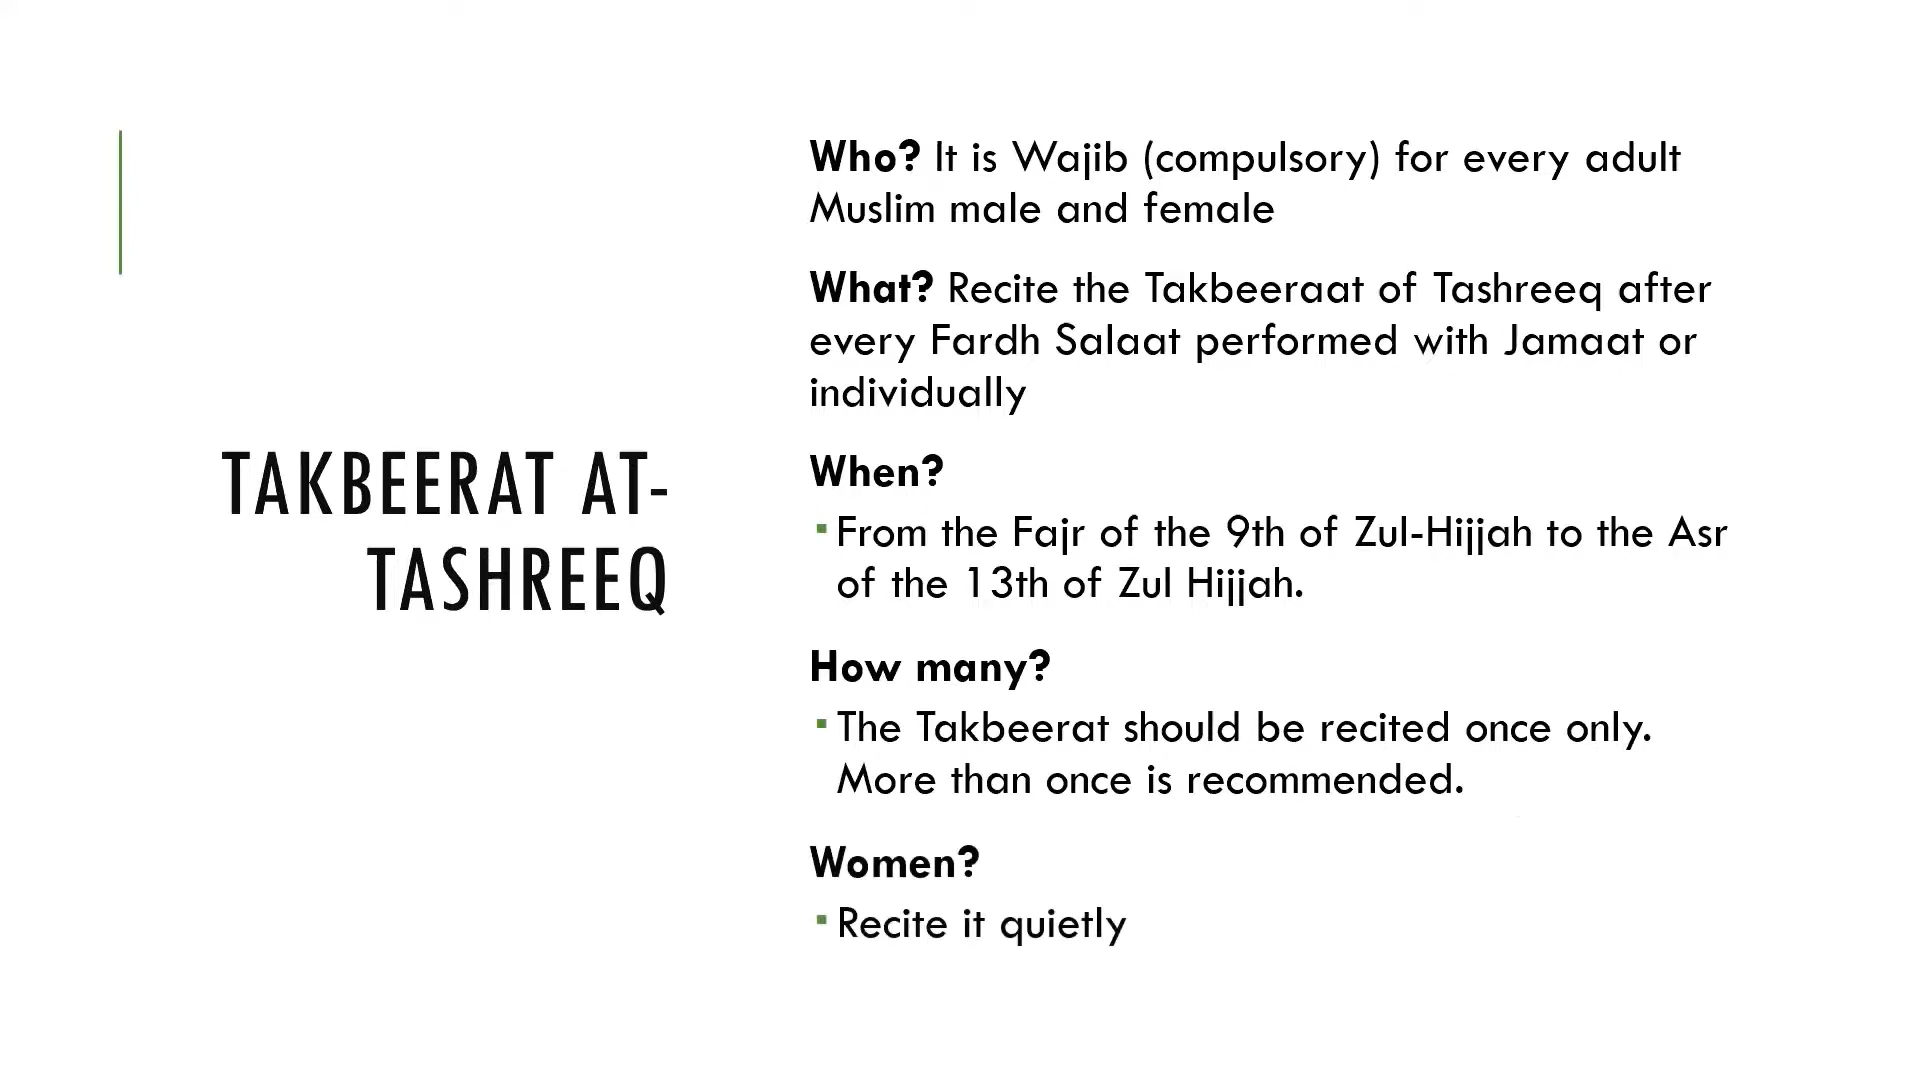 TAKBEERAT AT-
TASHREEQ
Who? It is Wajib (compulsory) for every adult
Muslim male and female
What? Recite the Takbeeraat of Tashreeq after
every Fardh Salaat performed with Jamaat or
individually
When?
▪ From the Fajr of the 9th of Zul-Hijjah to the Asr
of the 13th of Zul Hijjah.
How many?
▪ The Takbeerat should be recited once only.
More than once is recommended.
Women?
▪ Recite it quietly